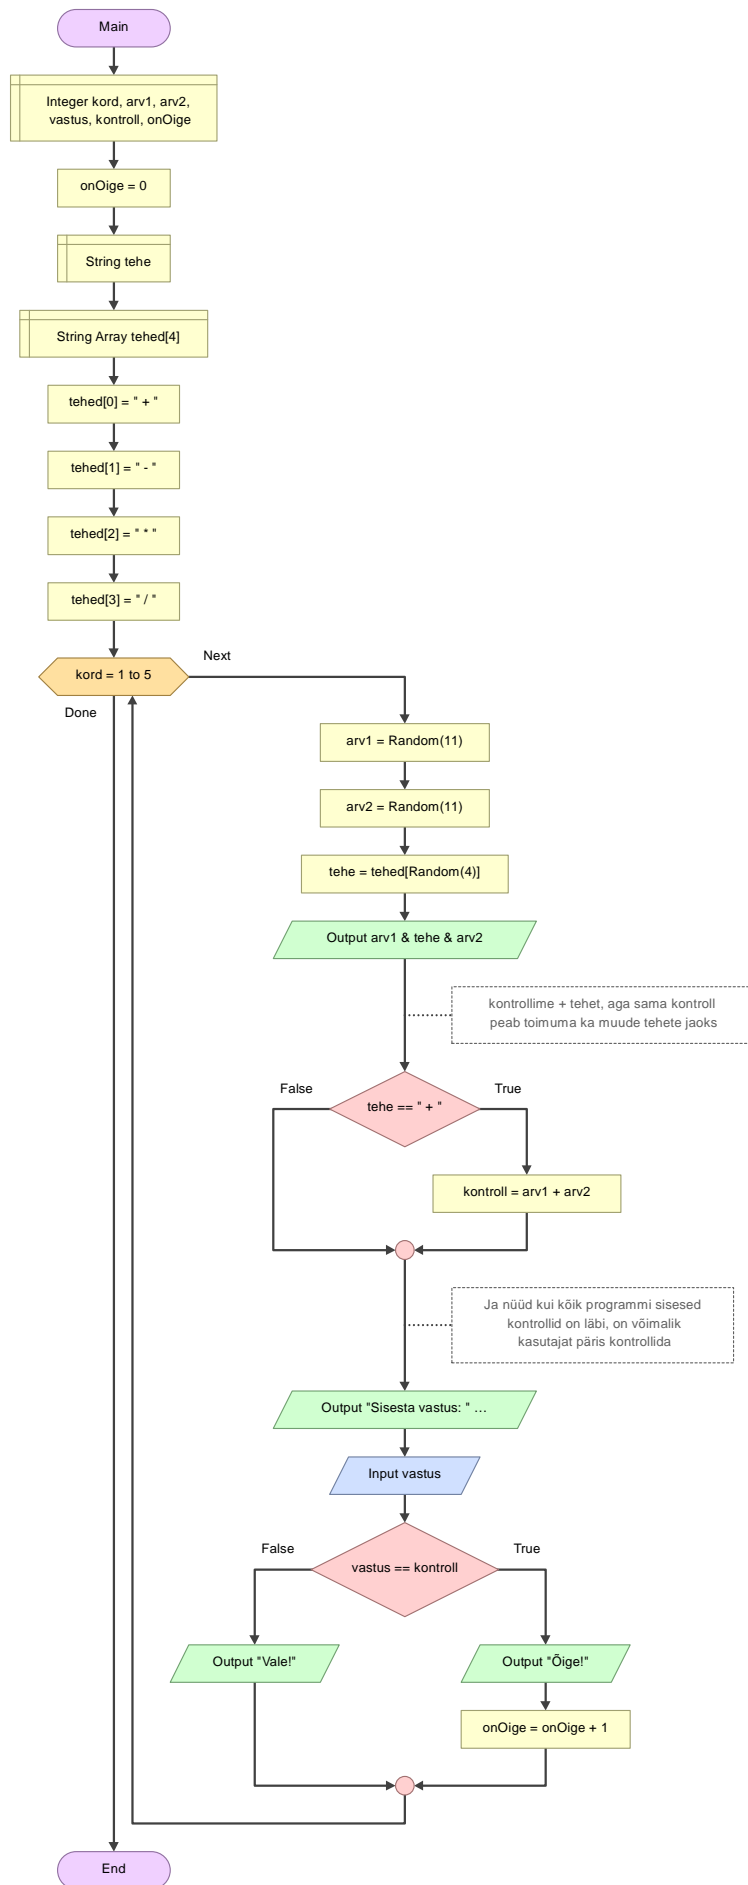 Main
Integer kord, arv1, arv2,
vastus, kontroll, onOige
onOige = 0
String tehe
String Array tehed[4]
tehed[0] = " + "
tehed[1] = " - "
tehed[2] = " * "
tehed[3] = " / "
kord = 1 to 5
Next
Done
arv1 = Random(11)
arv2 = Random(11)
tehe = tehed[Random(4)]
Output arv1 & tehe & arv2
kontrollime + tehet, aga sama kontroll
peab toimuma ka muude tehete jaoks
False
True
tehe == " + "
kontroll = arv1 + arv2
Ja nüüd kui kõik programmi sisesed
kontrollid on läbi, on võimalik
kasutajat päris kontrollida
Output "Sisesta vastus: " ...
Input vastus
False
True
vastus == kontroll
Output "Vale!"
Output "Õige!"
onOige = onOige + 1
End